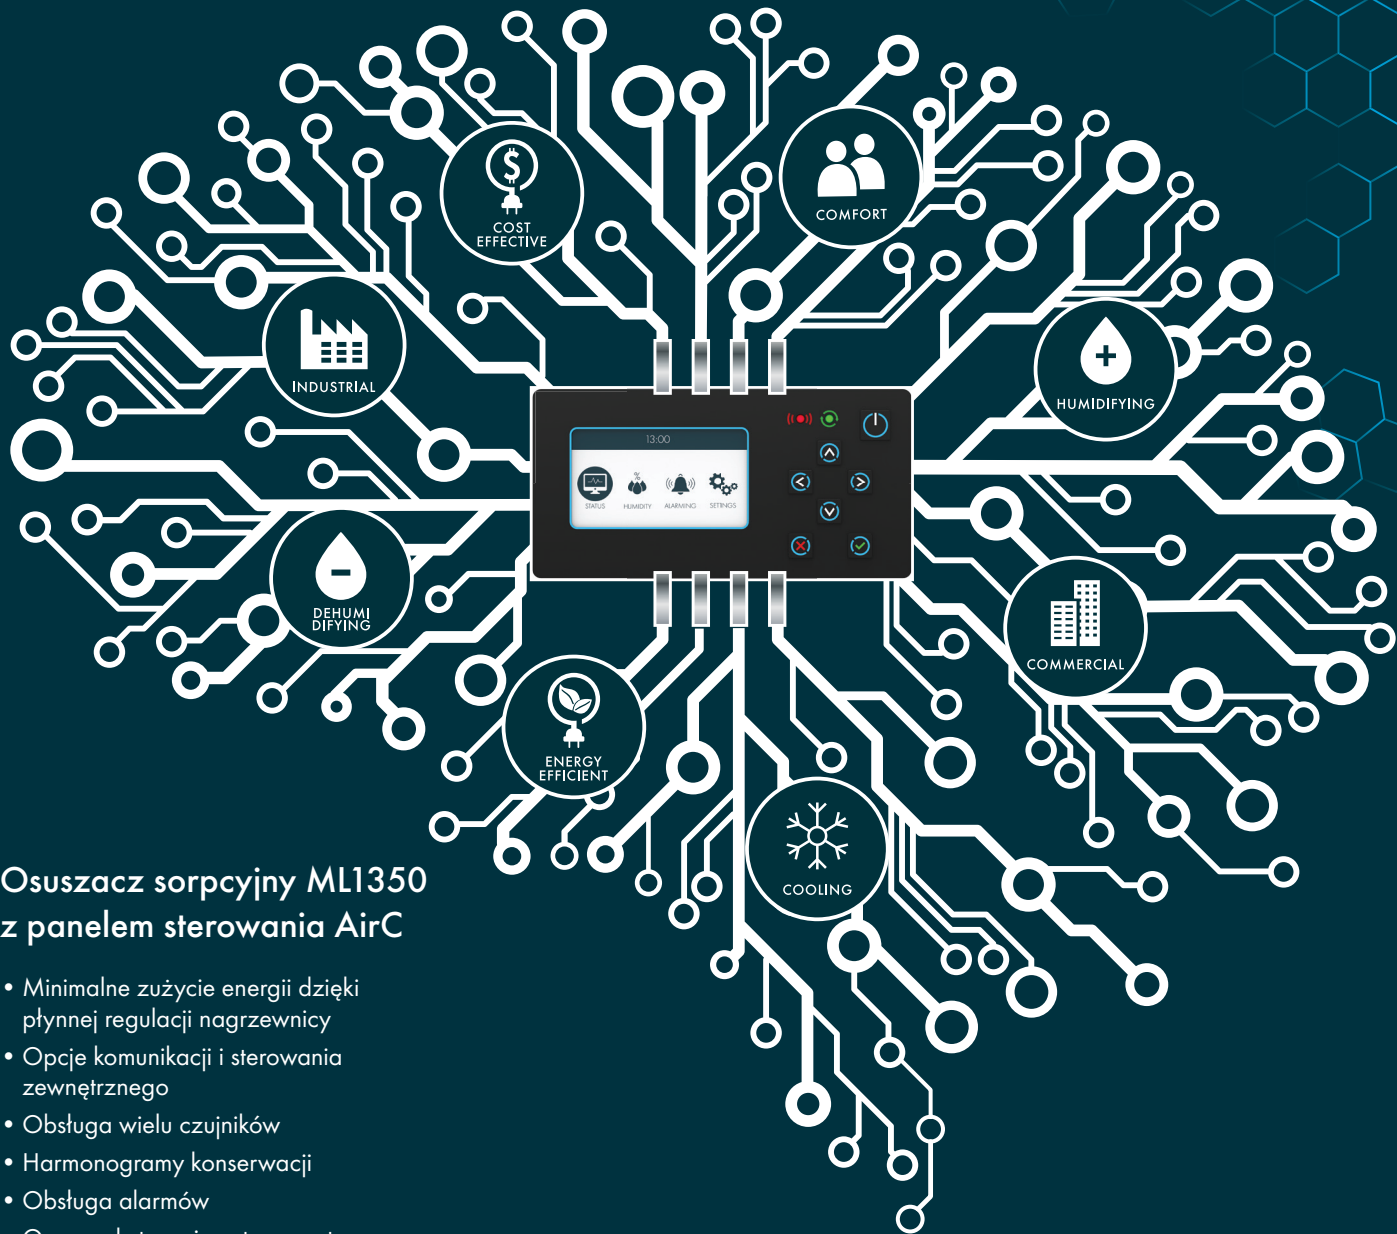 COST
EFFECTIVE
COMFORT
INDUSTRIAL
HUMIDIFYING
13:00
STATUS
HUMIDITY
ALARMING
SETTINGS
DEHUMI
DIFYING
COMMERCIAL
ENERGY
EFFICIENT
COOLING
Osuszacz sorpcyjny ML1350
z panelem sterowania AirC
• Minimalne zużycie energii dzięki
płynnej regulacji nagrzewnicy
• Opcje komunikacji i sterowania
zewnętrznego
• Obsługa wielu czujników
• Harmonogramy konserwacji
• Obsługa alarmów